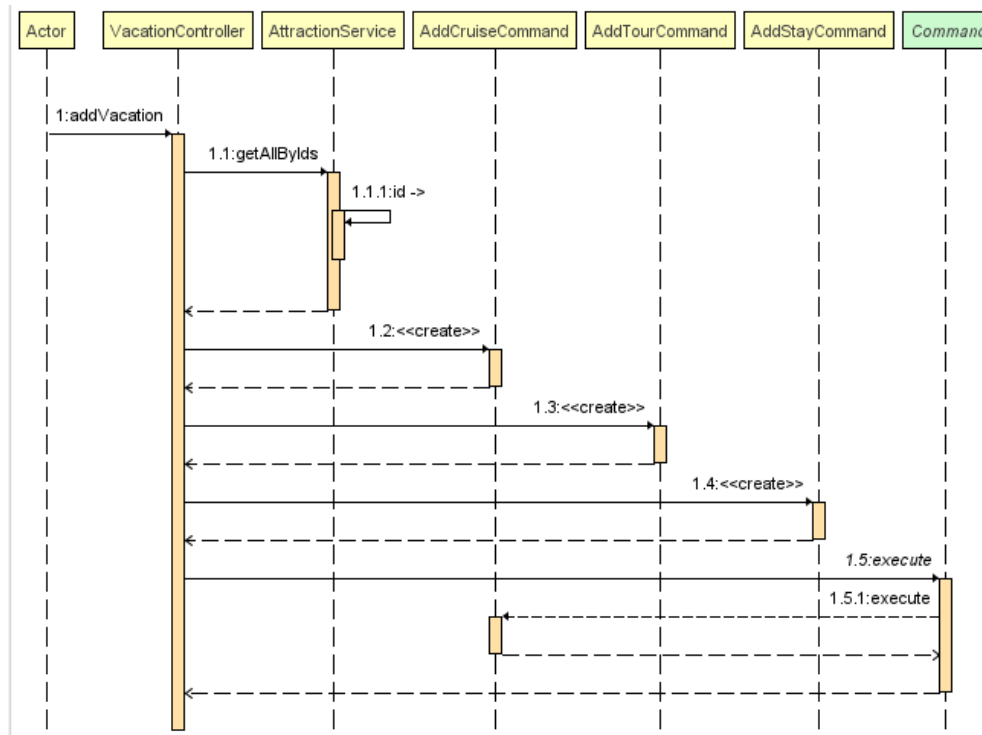 Actor VacationController AttractionService AddCruiseCommand AddTourCommand AddStayCommand Command
1:addVacation
1.1:getAllByIds
1.1.1:id ->
1.2:<<create>>
1.3:<<create>>
1.4:<<create>>
1.5:execute
1.5.1:execute